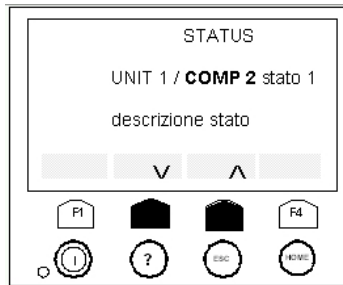 STATUS
UNIT 1 / COMP 2 stato 1
descrizione stato
F1
F4
?
ESC
HOME